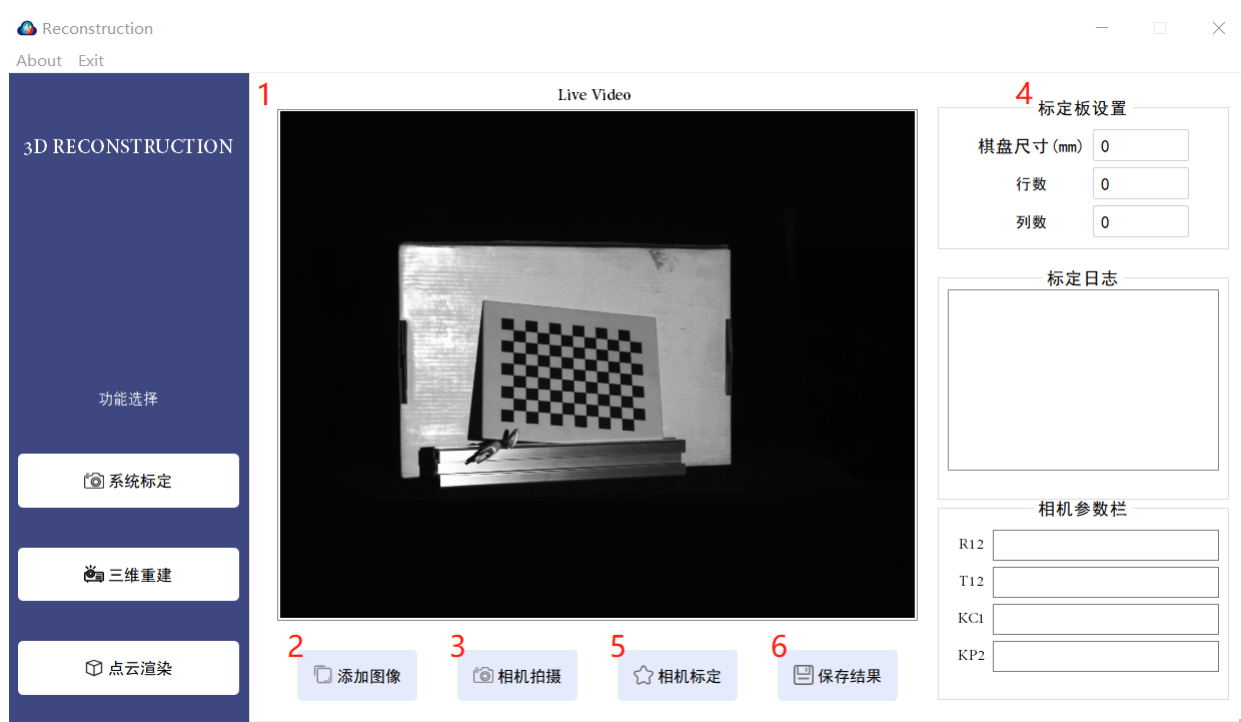 Reconstruction
About Exit
3D RECONSTRUCTION
功能选择
系统标定
三维重建
点云渲染
1
Live Video
2
添加图像
3
相机拍摄
5
相机标定
6
保存结果
4
标定板设置
棋盘尺寸(mm) 0
行数 0
列数 0
标定日志
相机参数栏
R12
T12
KC1
KP2